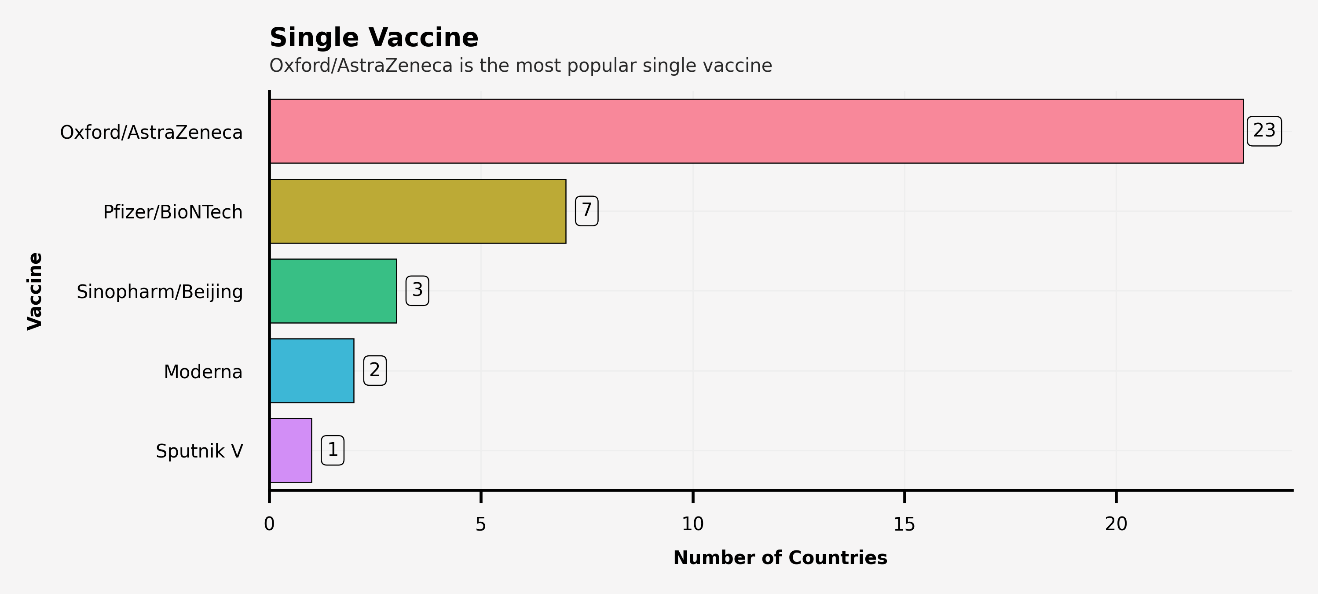 Single Vaccine
Oxford/AstraZeneca is the most popular single vaccine
Vaccine
Oxford/AstraZeneca
23
Pfizer/BioNTech
7
Sinopharm/Beijing
3
Moderna
2
Sputnik V
1
0 5 10 15 20
Number of Countries